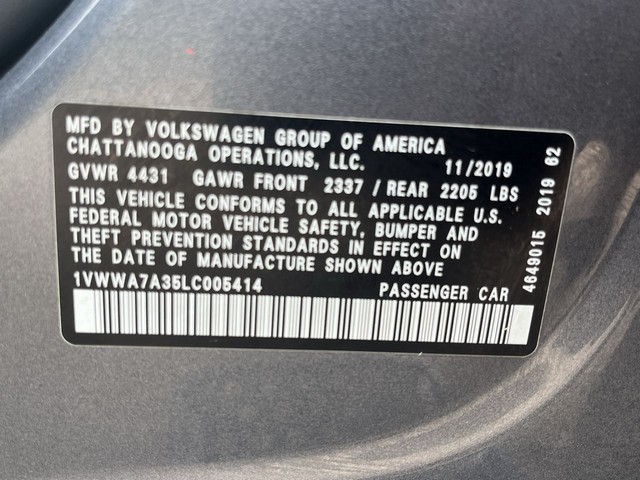 MFD BY VOLKSWAGEN GROUP OF AMERICA
CHATTANOOGA OPERATIONS, LLC. 11/2019
GVWR 4431 GAWR FRONT 2337 / REAR 2205 LBS
THIS VEHICLE CONFORMS TO ALL APPLICABLE U.S.
FEDERAL MOTOR VEHICLE SAFETY, BUMPER AND
THEFT PREVENTION STANDARDS IN EFFECT ON
THE DATE OF MANUFACTURE SHOWN ABOVE
1VWWA7A35LC005414 PASSENGER CAR
4649015 2019 62